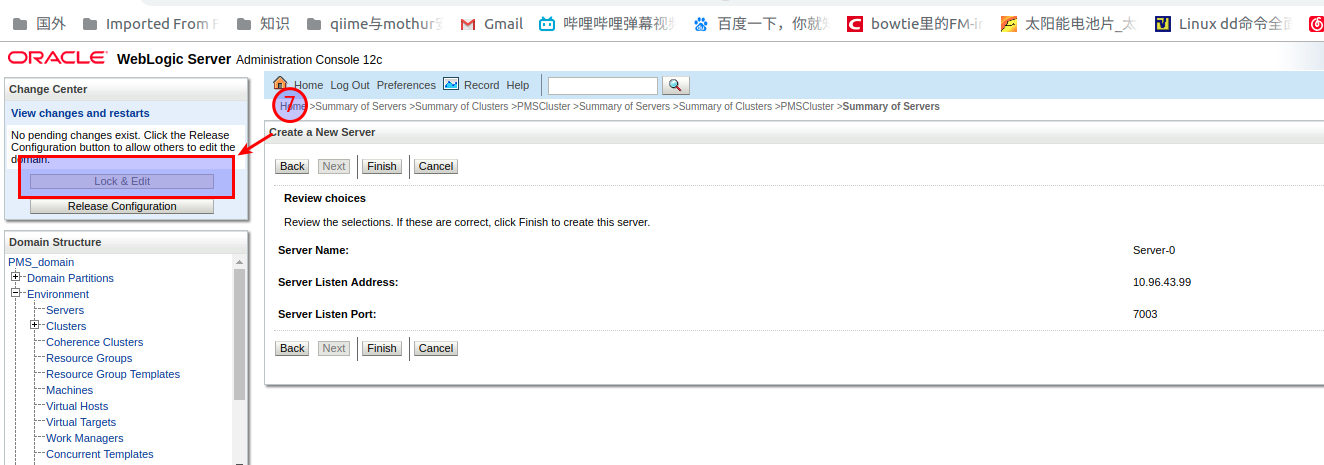 国外 Imported From F 知识 qiime与mothur Gmail 哔哩哔哩弹幕视 百度一下，你就 bowtie里的FM-in 太阳能电池片_太 Linux dd命令全
ORACLE WebLogic Server Administration Console 12c
Change Center
View changes and restarts
No pending changes exist. Click the Release
Configuration button to allow others to edit the
domain.
Lock & Edit
Release Configuration
Domain Structure
PMS_domain
Domain Partitions
Environment
Servers
Clusters
Coherence Clusters
Resource Groups
Resource Group Templates
Machines
Virtual Hosts
Virtual Targets
Work Managers
Concurrent Templates
Home Log Out Preferences Record Help
7
Home >Summary of Servers >Summary of Clusters >PMSCluster >Summary of Servers >Summary of Clusters >PMSCluster >Summary of Servers
Create a New Server
Back Next Finish Cancel
Review choices
Review the selections. If these are correct, click Finish to create this server.
Server Name: Server-0
Server Listen Address: 10.96.43.99
Server Listen Port: 7003
Back Next Finish Cancel